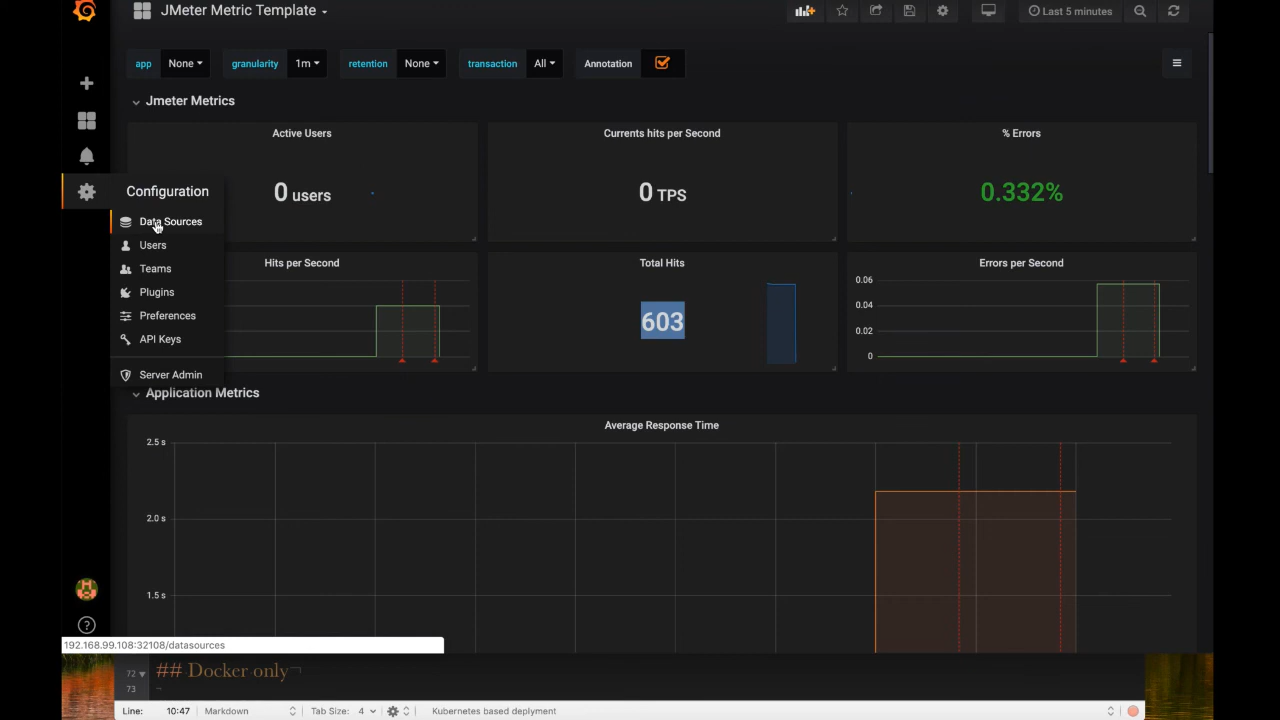 JMeter Metric Template
Last 5 minutes
app None granularity 1m retention None transaction All Annotation
Jmeter Metrics
Active Users
0 users
Currents hits per Second
0 TPS
% Errors
0.332%
Configuration
Data Sources
Users
Teams
Plugins
Preferences
API Keys
Server Admin
Hits per Second
Total Hits
603
Errors per Second
0.06
0.04
0.02
0
Application Metrics
Average Response Time
2.5 s
2.0 s
1.5 s
192.168.99.108:32108/datasources
72 ## Docker only¬
73 ¬
Line: 10:47 Markdown Tab Size: 4 Kubernetes based deployment